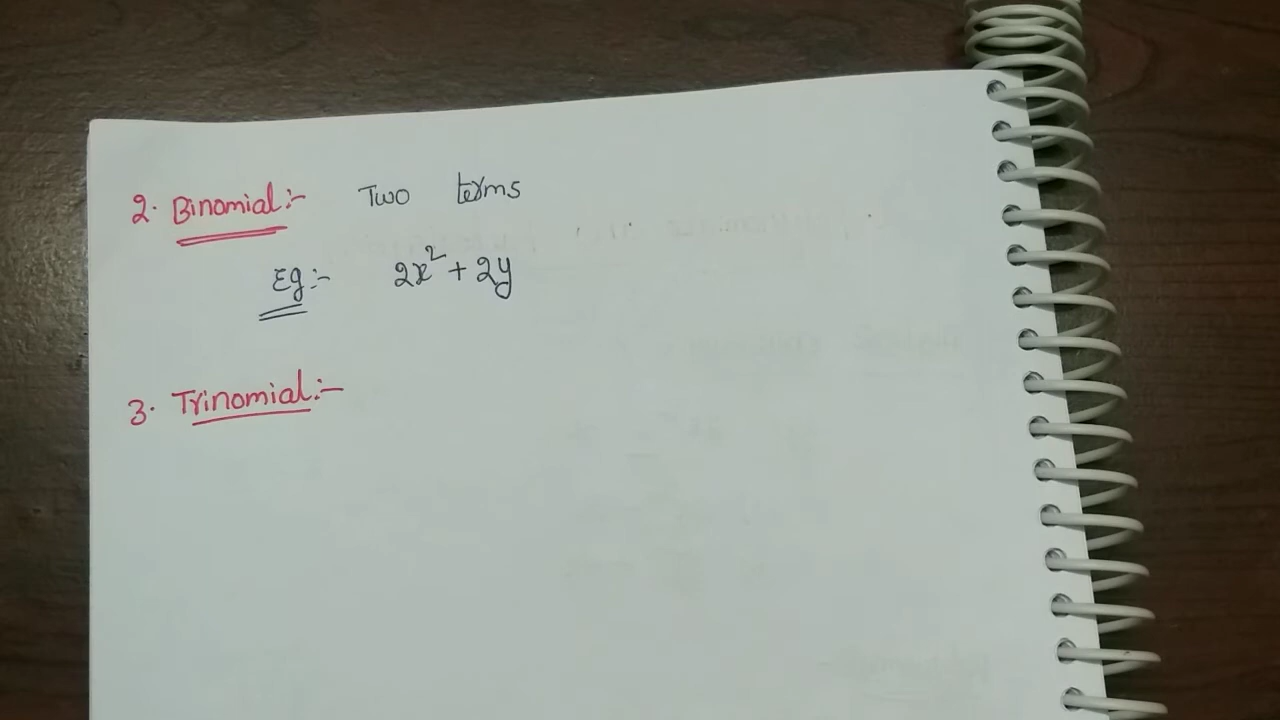 2. Binomial:- Two terms
Eg:- 2x² + 2y
3. Trinomial:-